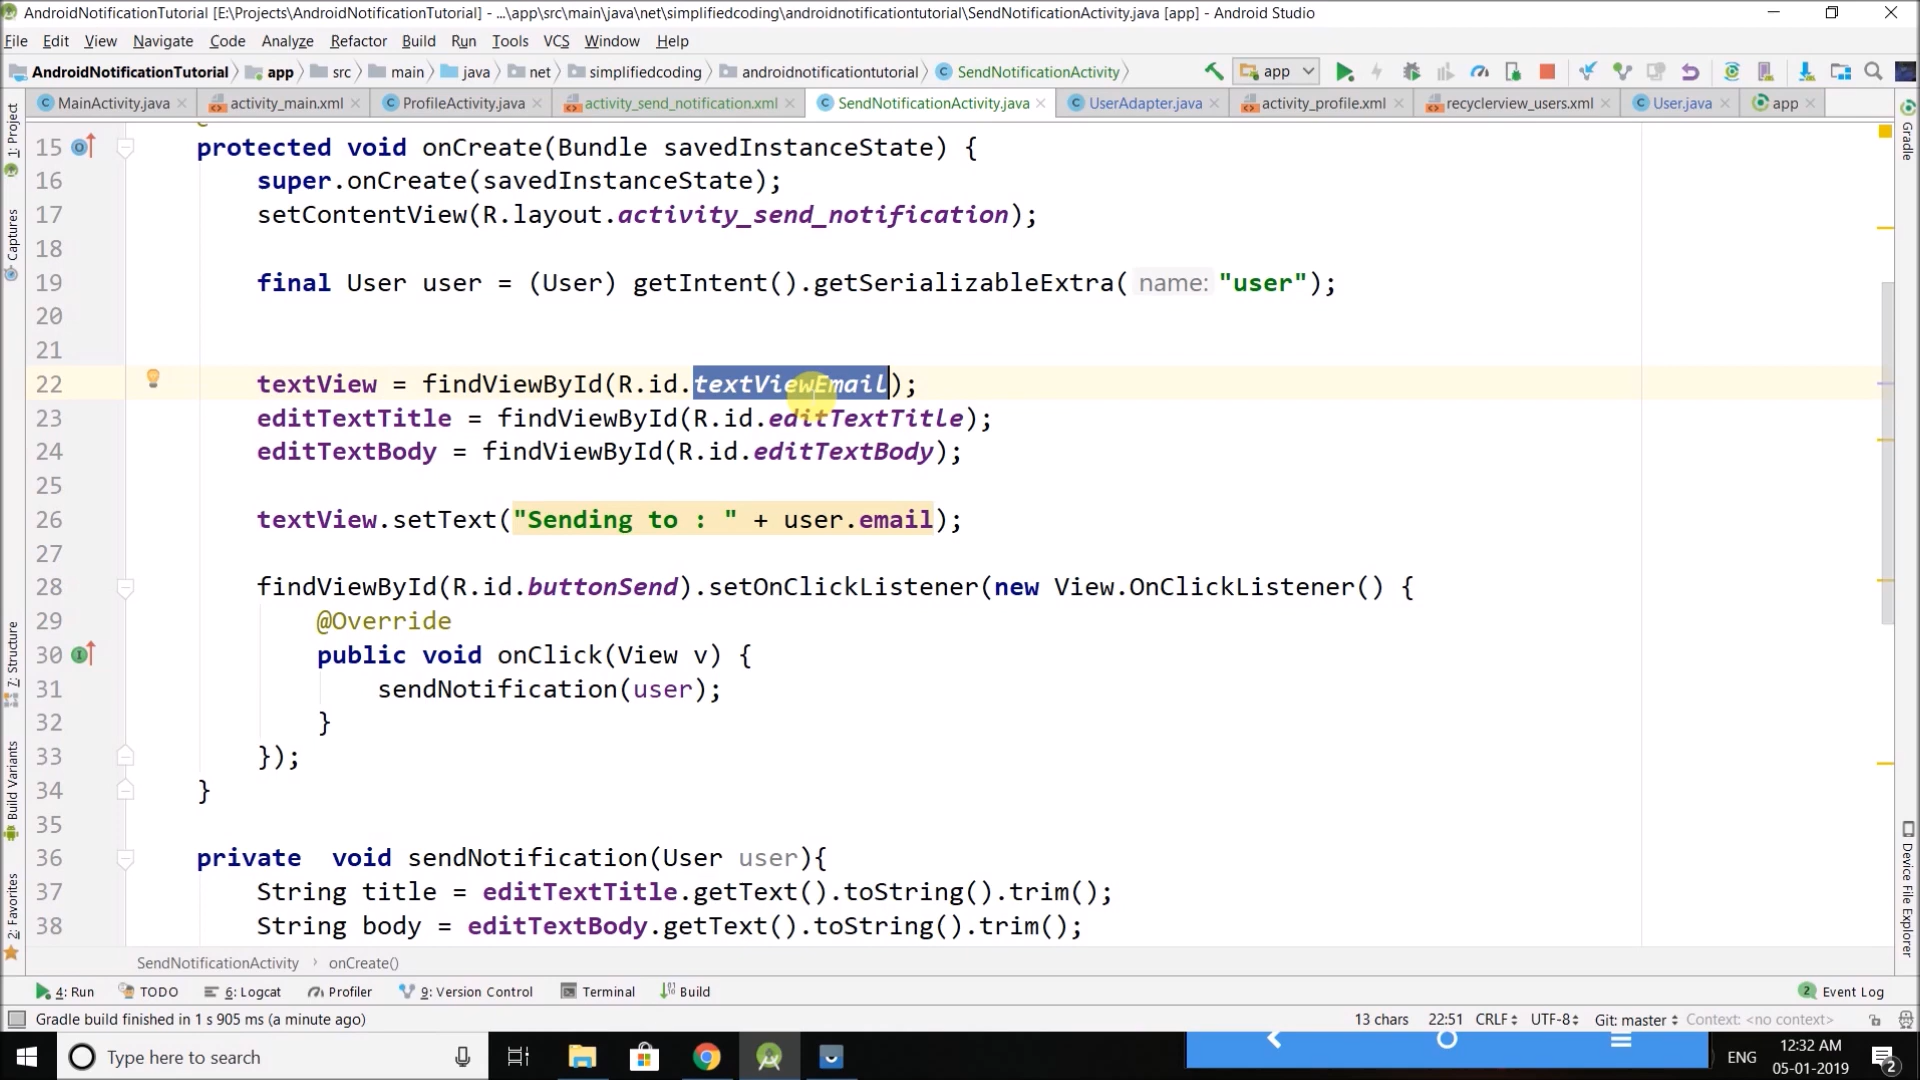 AndroidNotificationTutorial [E:\Projects\AndroidNotificationTutorial] - ...\app\src\main\java\net\simplifiedcoding\androidnotificationtutorial\SendNotificationActivity.java [app] - Android Studio
File Edit View Navigate Code Analyze Refactor Build Run Tools VCS Window Help
AndroidNotificationTutorial app src main java net simplifiedcoding androidnotificationtutorial SendNotificationActivity app
MainActivity.java activity_main.xml ProfileActivity.java activity_send_notification.xml SendNotificationActivity.java UserAdapter.java activity_profile.xml recyclerview_users.xml User.java app
1: Project
Captures
7: Structure
Build Variants
2: Favorites
Gradle
Device File Explorer
15 protected void onCreate(Bundle savedInstanceState) {
16 super.onCreate(savedInstanceState);
17 setContentView(R.layout.activity_send_notification);
18
19 final User user = (User) getIntent().getSerializableExtra( name: "user");
20
21
22 textView = findViewById(R.id.textViewEmail);
23 editTextTitle = findViewById(R.id.editTextTitle);
24 editTextBody = findViewById(R.id.editTextBody);
25
26 textView.setText("Sending to : " + user.email);
27
28 findViewById(R.id.buttonSend).setOnClickListener(new View.OnClickListener() {
29 @Override
30 public void onClick(View v) {
31 sendNotification(user);
32 }
33 });
34 }
35
36 private  void sendNotification(User user){
37 String title = editTextTitle.getText().toString().trim();
38 String body = editTextBody.getText().toString().trim();
SendNotificationActivity › onCreate()
4: Run TODO 6: Logcat Profiler 9: Version Control Terminal Build 2 Event Log
Gradle build finished in 1 s 905 ms (a minute ago) 13 chars 22:51 CRLF UTF-8 Git: master Context: <no context>
Type here to search ENG 12:32 AM 2
05-01-2019